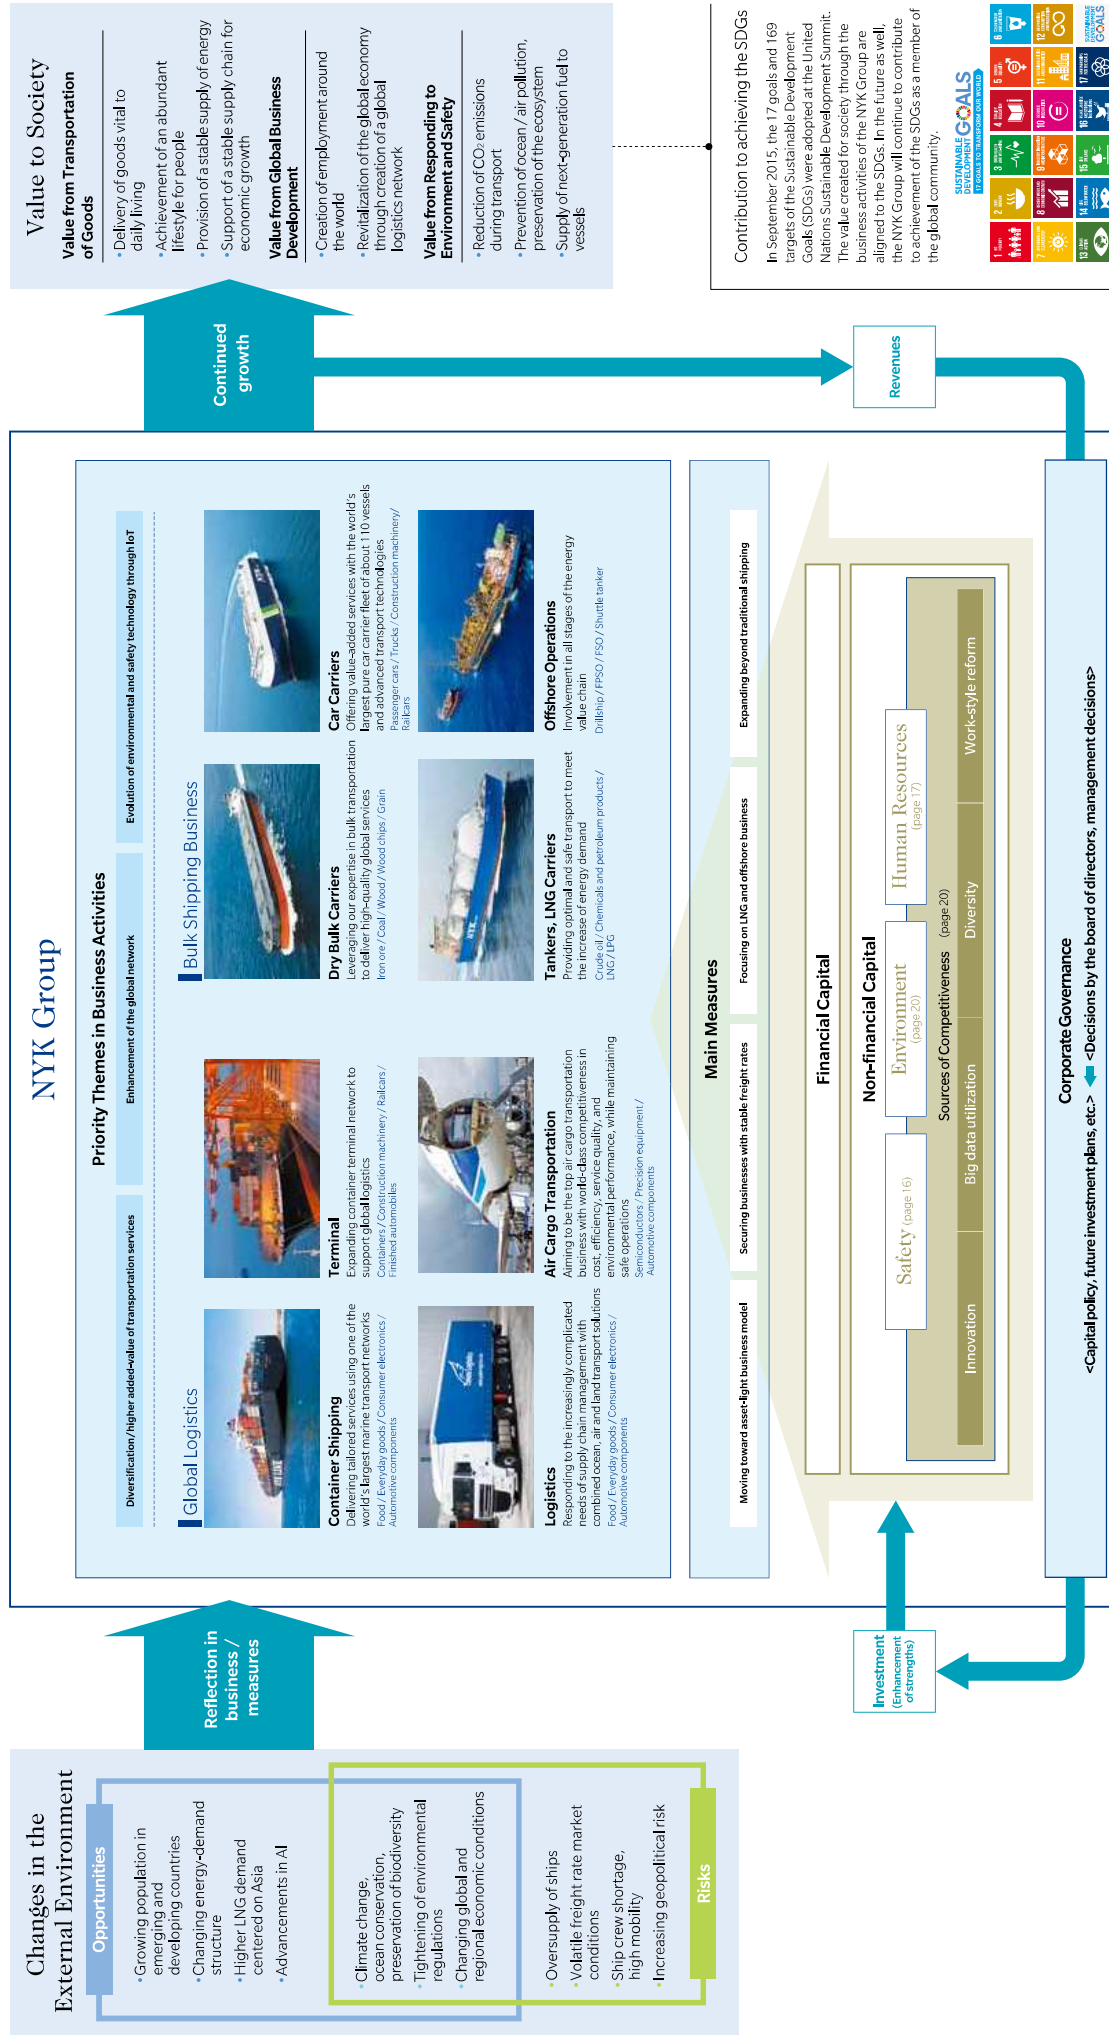 Changes in the
External Environment
Opportunities
• Growing population in
emerging and
developing countries
• Changing energy-demand
structure
• Higher LNG demand
centered on Asia
• Advancements in AI
• Climate change,
ocean conservation,
preservation of biodiversity
• Tightening of environmental
regulations
• Changing global and
regional economic conditions
• Oversupply of ships
• Volatile freight rate market
conditions
• Ship crew shortage,
high mobility
• Increasing geopolitical risk
Risks
Reflection in
business /
measures
NYK Group
Priority Themes in Business Activities
Diversification/higher added-value of transportation services
Enhancement of the global network
Evolution of environmental and safety technology through IoT
Global Logistics
Container Shipping
Delivering tailored services using one of the
world's largest marine transport networks
Food / Everyday goods / Consumer electronics /
Automotive components
Terminal
Expanding container terminal network to
support global logistics
Containers / Construction machinery / Railcars /
Finished automobiles
Logistics
Responding to the increasingly complicated
needs of supply chain management with
combined ocean, air and land transport solutions
Food / Everyday goods / Consumer electronics /
Automotive components
Air Cargo Transportation
Aiming to be the top air cargo transportation
business with world-class competitiveness in
cost, efficiency, service quality, and
environmental performance, while maintaining
safe operations
Semiconductors / Precision equipment /
Automotive components
Bulk Shipping Business
Dry Bulk Carriers
Leveraging our expertise in bulk transportation
to deliver high-quality global services
Iron ore / Coal / Wood / Wood chips / Grain
Car Carriers
Offering value-added services with the world's
largest pure car carrier fleet of about 110 vessels
and advanced transport technologies
Passenger cars / Trucks / Construction machinery/
Railcars
Tankers, LNG Carriers
Providing optimal and safe transport to meet
the increase of energy demand
Crude oil / Chemicals and petroleum products /
LNG / LPG
Offshore Operations
Involvement in all stages of the energy
value chain
Drillship / FPSO / FSO / Shuttle tanker
Main Measures
Moving toward asset-light business model
Securing businesses with stable freight rates
Focusing on LNG and offshore business
Expanding beyond traditional shipping
Financial Capital
Non-financial Capital
Safety (page 16)
Environment
(page 20)
Human Resources
(page 17)
Sources of Competitiveness (page 20)
Innovation
Big data utilization
Diversity
Work-style reform
Investment
(Enhancement
of strengths)
Corporate Governance
<Capital policy, future investment plans, etc.> <Decisions by the board of directors, management decisions>
Continued
growth
Revenues
Value to Society
Value from Transportation
of Goods
• Delivery of goods vital to
daily living
• Achievement of an abundant
lifestyle for people
• Provision of a stable supply of energy
• Support of a stable supply chain for
economic growth
Value from Global Business
Development
• Creation of employment around
the world
• Revitalization of the global economy
through creation of a global
logistics network
Value from Responding to
Environment and Safety
• Reduction of CO₂ emissions
during transport
• Prevention of ocean / air pollution,
preservation of the ecosystem
• Supply of next-generation fuel to
vessels
Contribution to achieving the SDGs
In September 2015, the 17 goals and 169
targets of the Sustainable Development
Goals (SDGs) were adopted at the United
Nations Sustainable Development Summit.
The value created for society through the
business activities of the NYK Group are
aligned to the SDGs. In the future as well,
the NYK Group will continue to contribute
to achievement of the SDGs as a member of
the global community.
SUSTAINABLE
DEVELOPMENT GOALS
17 GOALS TO TRANSFORM OUR WORLD
1
2
3
4
5
6
7
8
9
10
11
12
13
14
15
16
17
SUSTAINABLE
DEVELOPMENT
GOALS